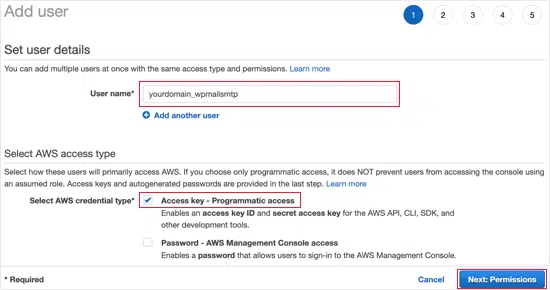 Add user
1 2 3 4 5
Set user details
You can add multiple users at once with the same access type and permissions. Learn more
User name* yourdomain_wpmailsmtp
Add another user
Select AWS access type
Select how these users will primarily access AWS. If you choose only programmatic access, it does NOT prevent users from accessing the console
using an assumed role. Access keys and autogenerated passwords are provided in the last step. Learn more
Select AWS credential type* Access key - Programmatic access
Enables an access key ID and secret access key for the AWS API, CLI, SDK, and
other development tools.
Password - AWS Management Console access
Enables a password that allows users to sign-in to the AWS Management Console.
* Required Cancel Next: Permissions